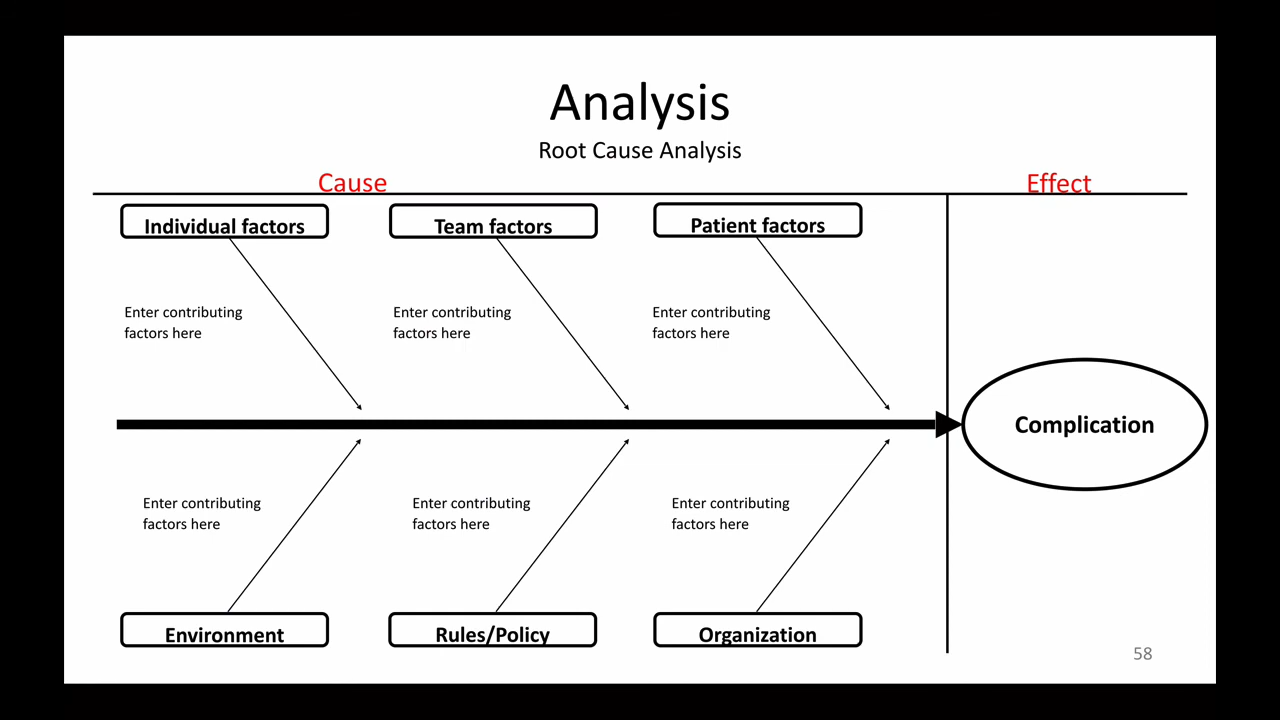 Analysis
Root Cause Analysis
Cause
Effect
Individual factors
Team factors
Patient factors
Enter contributing
factors here
Enter contributing
factors here
Enter contributing
factors here
Complication
Enter contributing
factors here
Enter contributing
factors here
Enter contributing
factors here
Environment
Rules/Policy
Organization
58